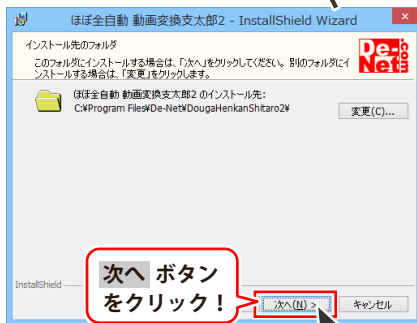 ほぼ全自動 動画変換支太郎2 - InstallShield Wizard
インストール先のフォルダ
このフォルダにインストールする場合は、「次へ」をクリックしてください。別のフォルダにイ
ンストールする場合は、「変更」をクリックします。
De-
Net.com
ほぼ全自動 動画変換支太郎2 のインストール先:
C:¥Program Files¥De-Net¥DougaHenkanShitaro2¥
変更(C)...
次へ ボタン
をクリック！
InstallShield
次へ(N) >
キャンセル